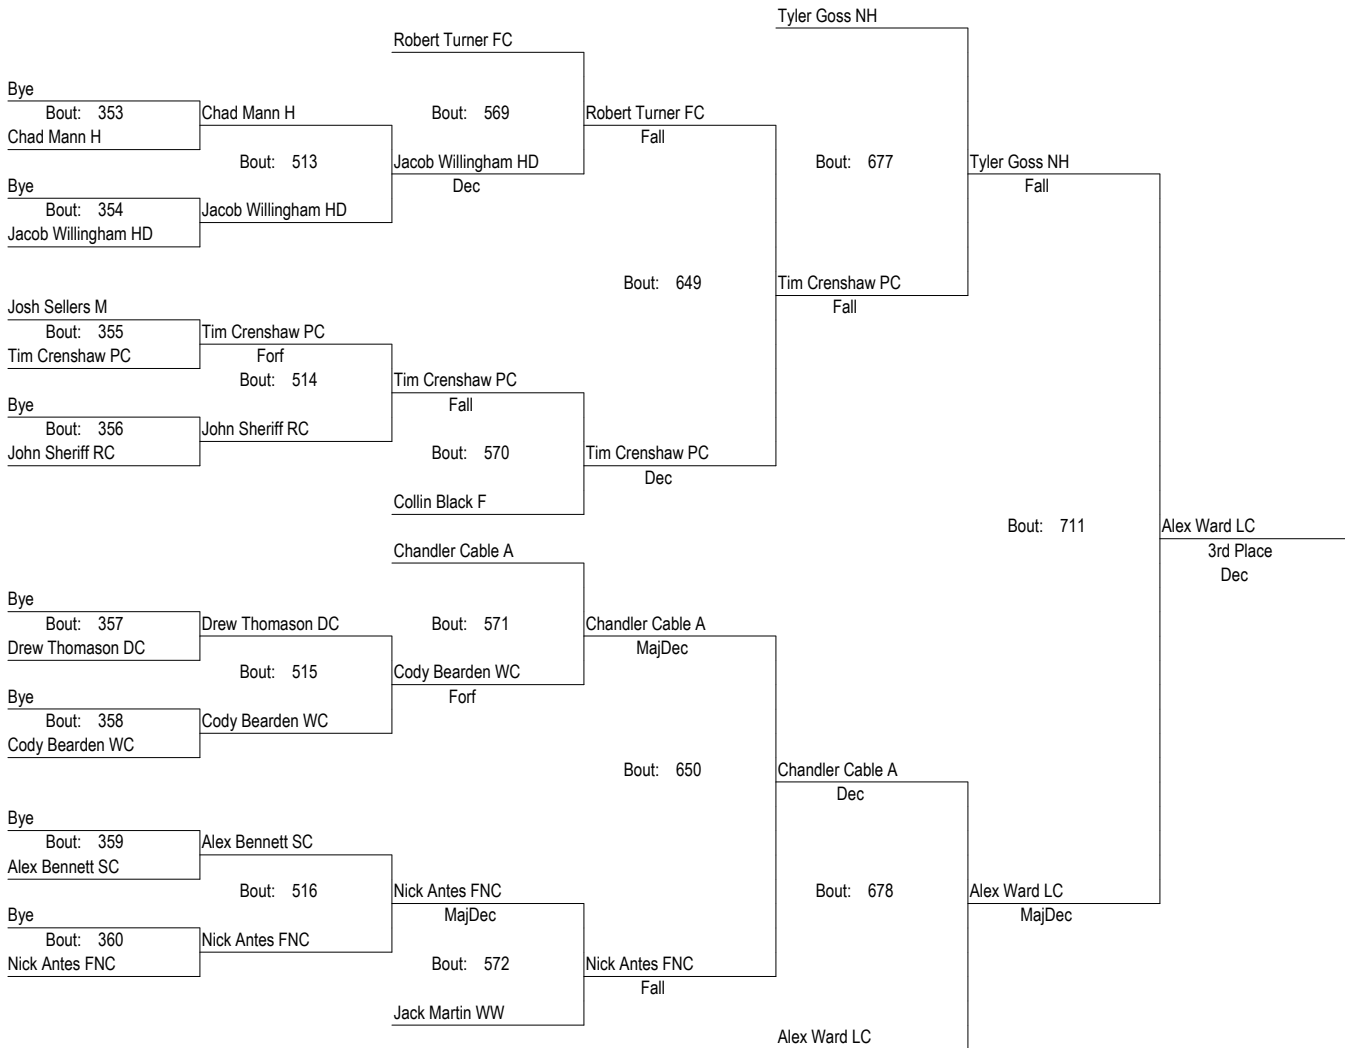 Tyler Goss NH
Robert Turner FC
Bye
Bout: 353
Chad Mann H
Bout: 569
Robert Turner FC
Chad Mann H
Fall
Bout: 513
Jacob Willingham HD
Bout: 677
Tyler Goss NH
Bye
Dec
Fall
Bout: 354
Jacob Willingham HD
Jacob Willingham HD
Bout: 649
Tim Crenshaw PC
Josh Sellers M
Fall
Bout: 355
Tim Crenshaw PC
Tim Crenshaw PC
Forf
Bout: 514
Tim Crenshaw PC
Bye
Fall
Bout: 356
John Sheriff RC
John Sheriff RC
Bout: 570
Tim Crenshaw PC
Dec
Collin Black F
Bout: 711
Alex Ward LC
Chandler Cable A
3rd Place
Dec
Bye
Bout: 357
Drew Thomason DC
Bout: 571
Chandler Cable A
Drew Thomason DC
MajDec
Bout: 515
Cody Bearden WC
Bye
Forf
Bout: 358
Cody Bearden WC
Cody Bearden WC
Bout: 650
Chandler Cable A
Dec
Bye
Bout: 359
Alex Bennett SC
Alex Bennett SC
Bout: 516
Nick Antes FNC
Bout: 678
Alex Ward LC
Bye
MajDec
MajDec
Bout: 360
Nick Antes FNC
Nick Antes FNC
Bout: 572
Nick Antes FNC
Fall
Jack Martin WW
Alex Ward LC